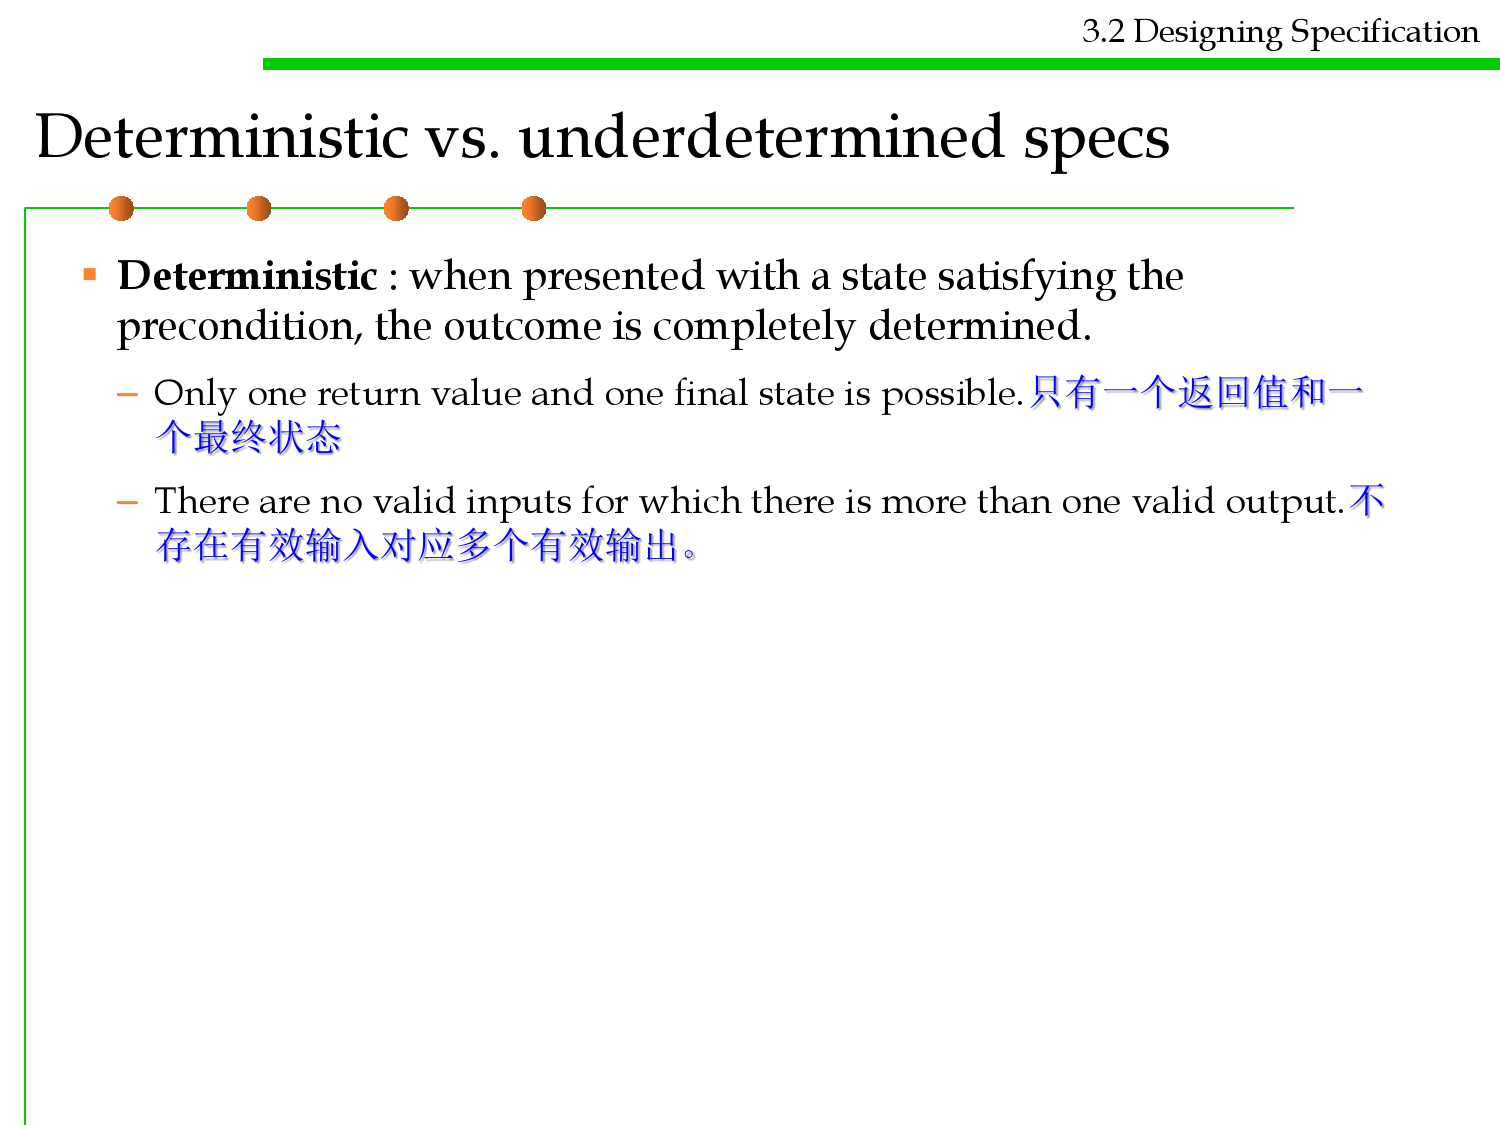 3.2 Designing Specification
Deterministic vs. underdetermined specs
Deterministic : when presented with a state satisfying the
precondition, the outcome is completely determined.
– Only one return value and one final state is possible.只有一个返回值和一
个最终状态
– There are no valid inputs for which there is more than one valid output.不
存在有效输入对应多个有效输出。